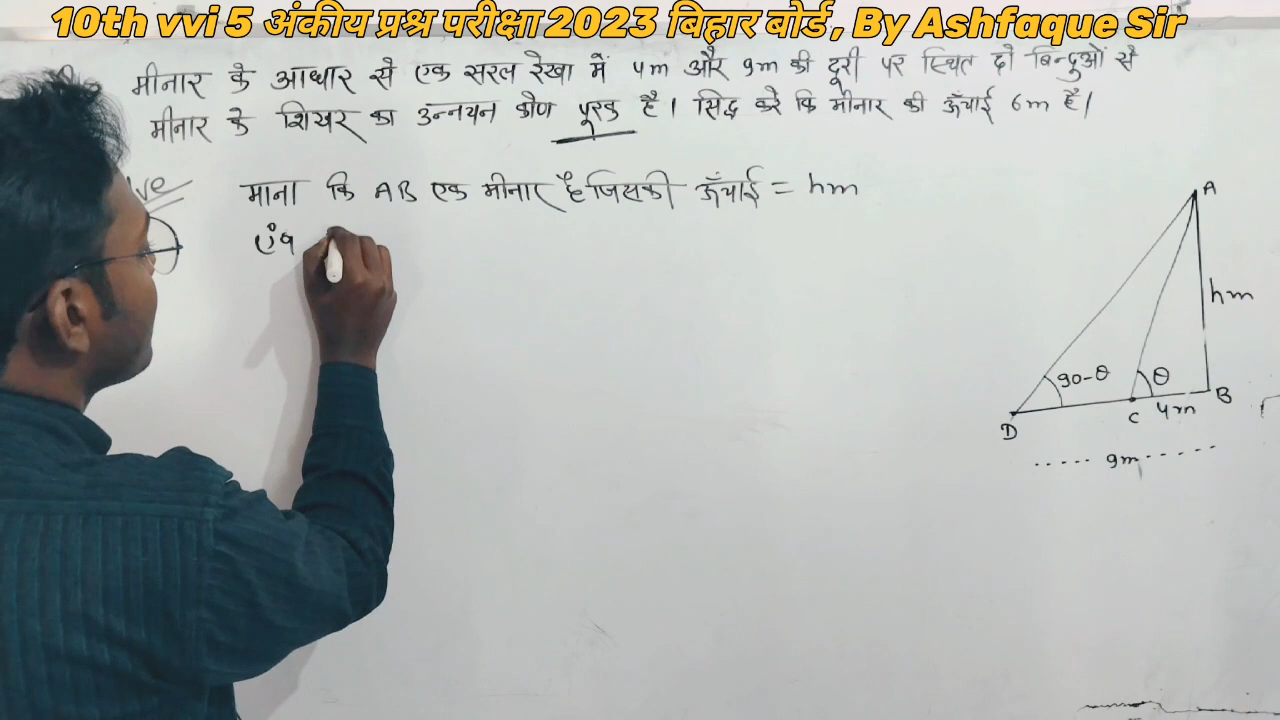 10th vvi 5 अंकीय प्रश्न परीक्षा 2023 बिहार बोर्ड, By Ashfaque Sir
मीनार के आधार से एक सरल रेखा में 4m और 9m की दूरी पर स्थित दो बिन्दुओं से
मीनार के शिखर का उन्नयन कोण पूरक है। सिद्ध करे कि मीनार की ऊँचाई 6m है।
माना कि AB एक मीनार है जिसकी ऊँचाई = hm
एंव
A
hm
90-θ
θ
B
4m
C
D
9m